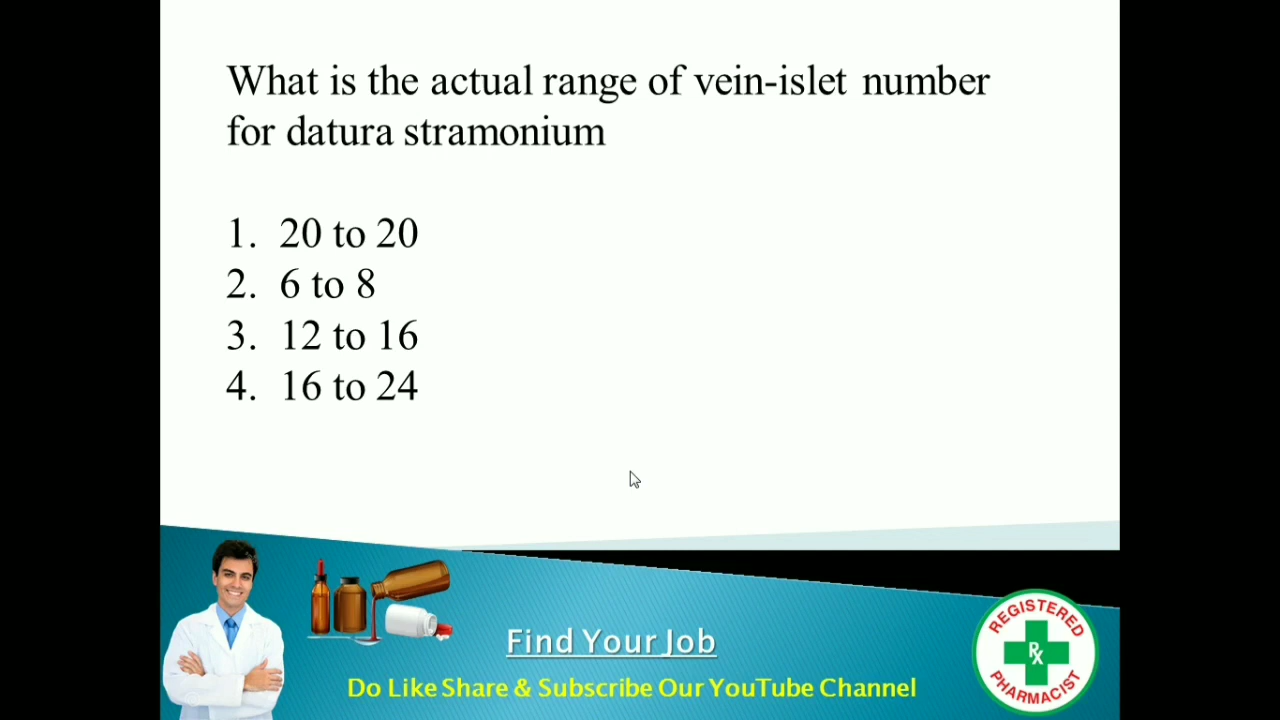 What is the actual range of vein-islet number
for datura stramonium
1. 20 to 20
2. 6 to 8
3. 12 to 16
4. 16 to 24
Find Your Job
Do Like Share & Subscribe Our YouTube Channel
REGISTERED
Rx
PHARMACIST